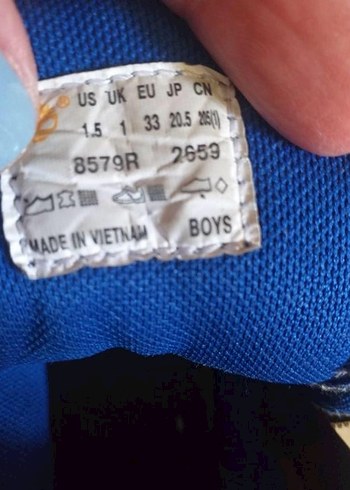 ® US UK EU JP CN
1.5 1 33 20.5 205(1)
8579R 2659
MADE IN VIETNAM BOYS